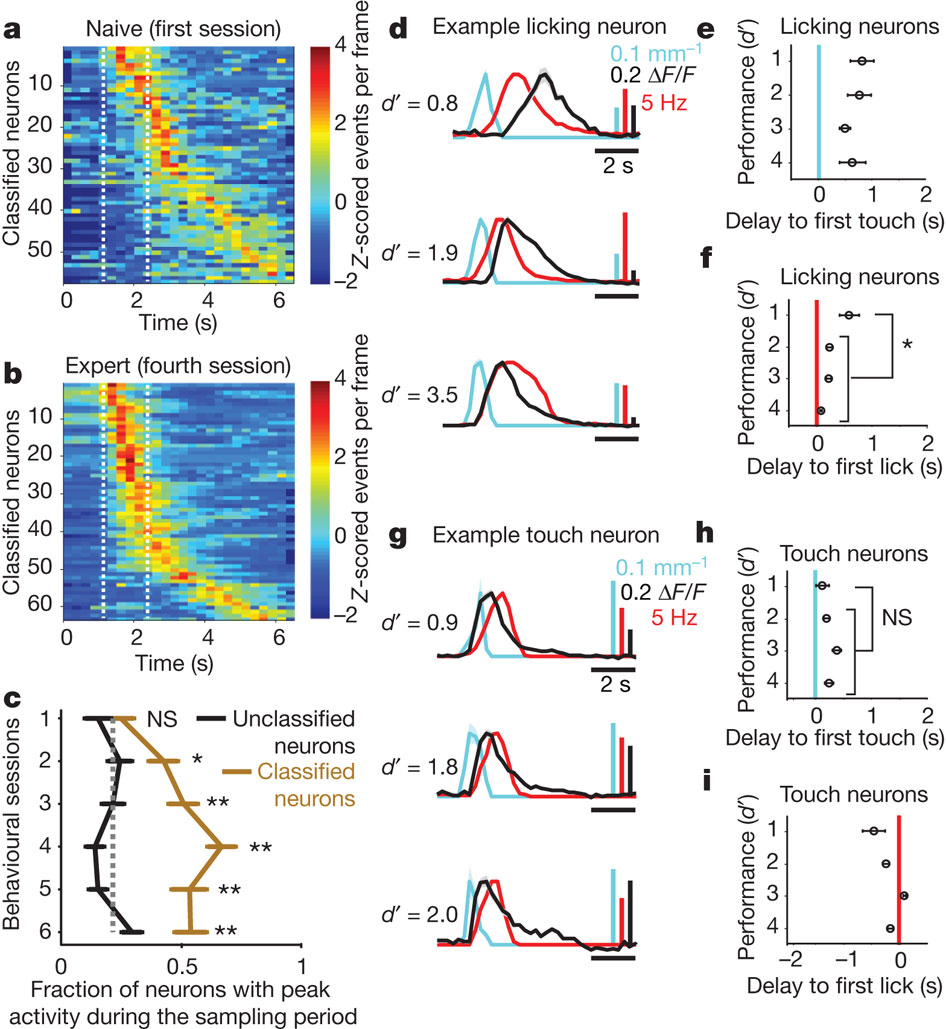 a
Naive (first session)
Classified neurons
10
20
30
40
50
0 2 4 6
Time (s)
4
2
0
−2
Z-scored events per frame
b
Expert (fourth session)
Classified neurons
10
20
30
40
50
60
0 2 4 6
Time (s)
4
2
0
−2
Z-scored events per frame
c
Behavioural sessions
1
2
3
4
5
6
NS
*
**
**
**
**
Unclassified
neurons
Classified
neurons
0 0.5 1
Fraction of neurons with peak
activity during the sampling period
d
Example licking neuron
0.1 mm−1
0.2 ΔF/F
5 Hz
d′ = 0.8
2 s
d′ = 1.9
d′ = 3.5
e
Licking neurons
Performance (d′)
1
2
3
4
0 1 2
Delay to first touch (s)
f
Licking neurons
Performance (d′)
1
2
3
4
*
0 1 2
Delay to first lick (s)
g
Example touch neuron
0.1 mm−1
0.2 ΔF/F
5 Hz
d′ = 0.9
2 s
d′ = 1.8
d′ = 2.0
h
Touch neurons
Performance (d′)
1
2
3
4
NS
0 1 2
Delay to first touch (s)
i
Touch neurons
Performance (d′)
1
2
3
4
−2 −1 0
Delay to first lick (s)